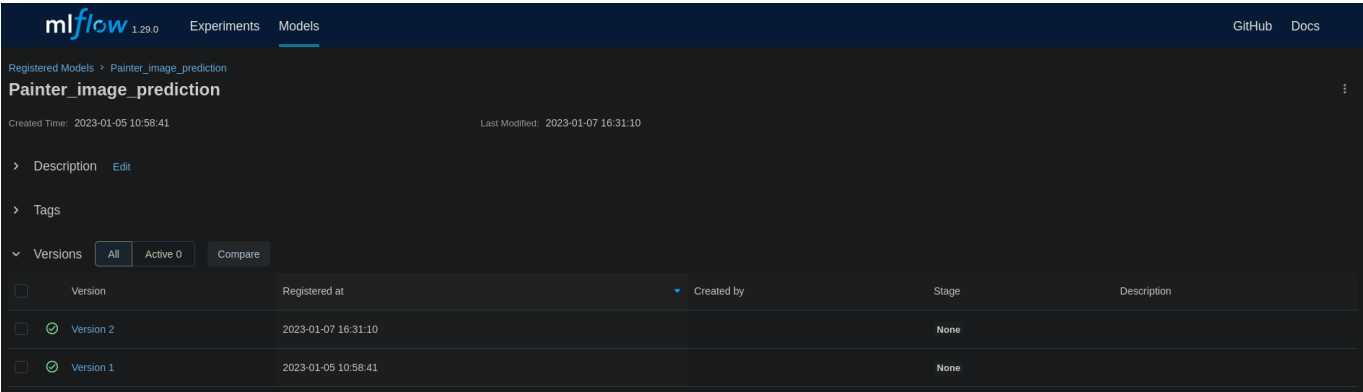 mlflow 1.29.0 Experiments Models GitHub Docs
Registered Models > Painter_image_prediction
Painter_image_prediction
Created Time: 2023-01-05 10:58:41 Last Modified: 2023-01-07 16:31:10
Description Edit
Tags
Versions All Active 0 Compare
Version Registered at Created by Stage Description
Version 2 2023-01-07 16:31:10 None
Version 1 2023-01-05 10:58:41 None